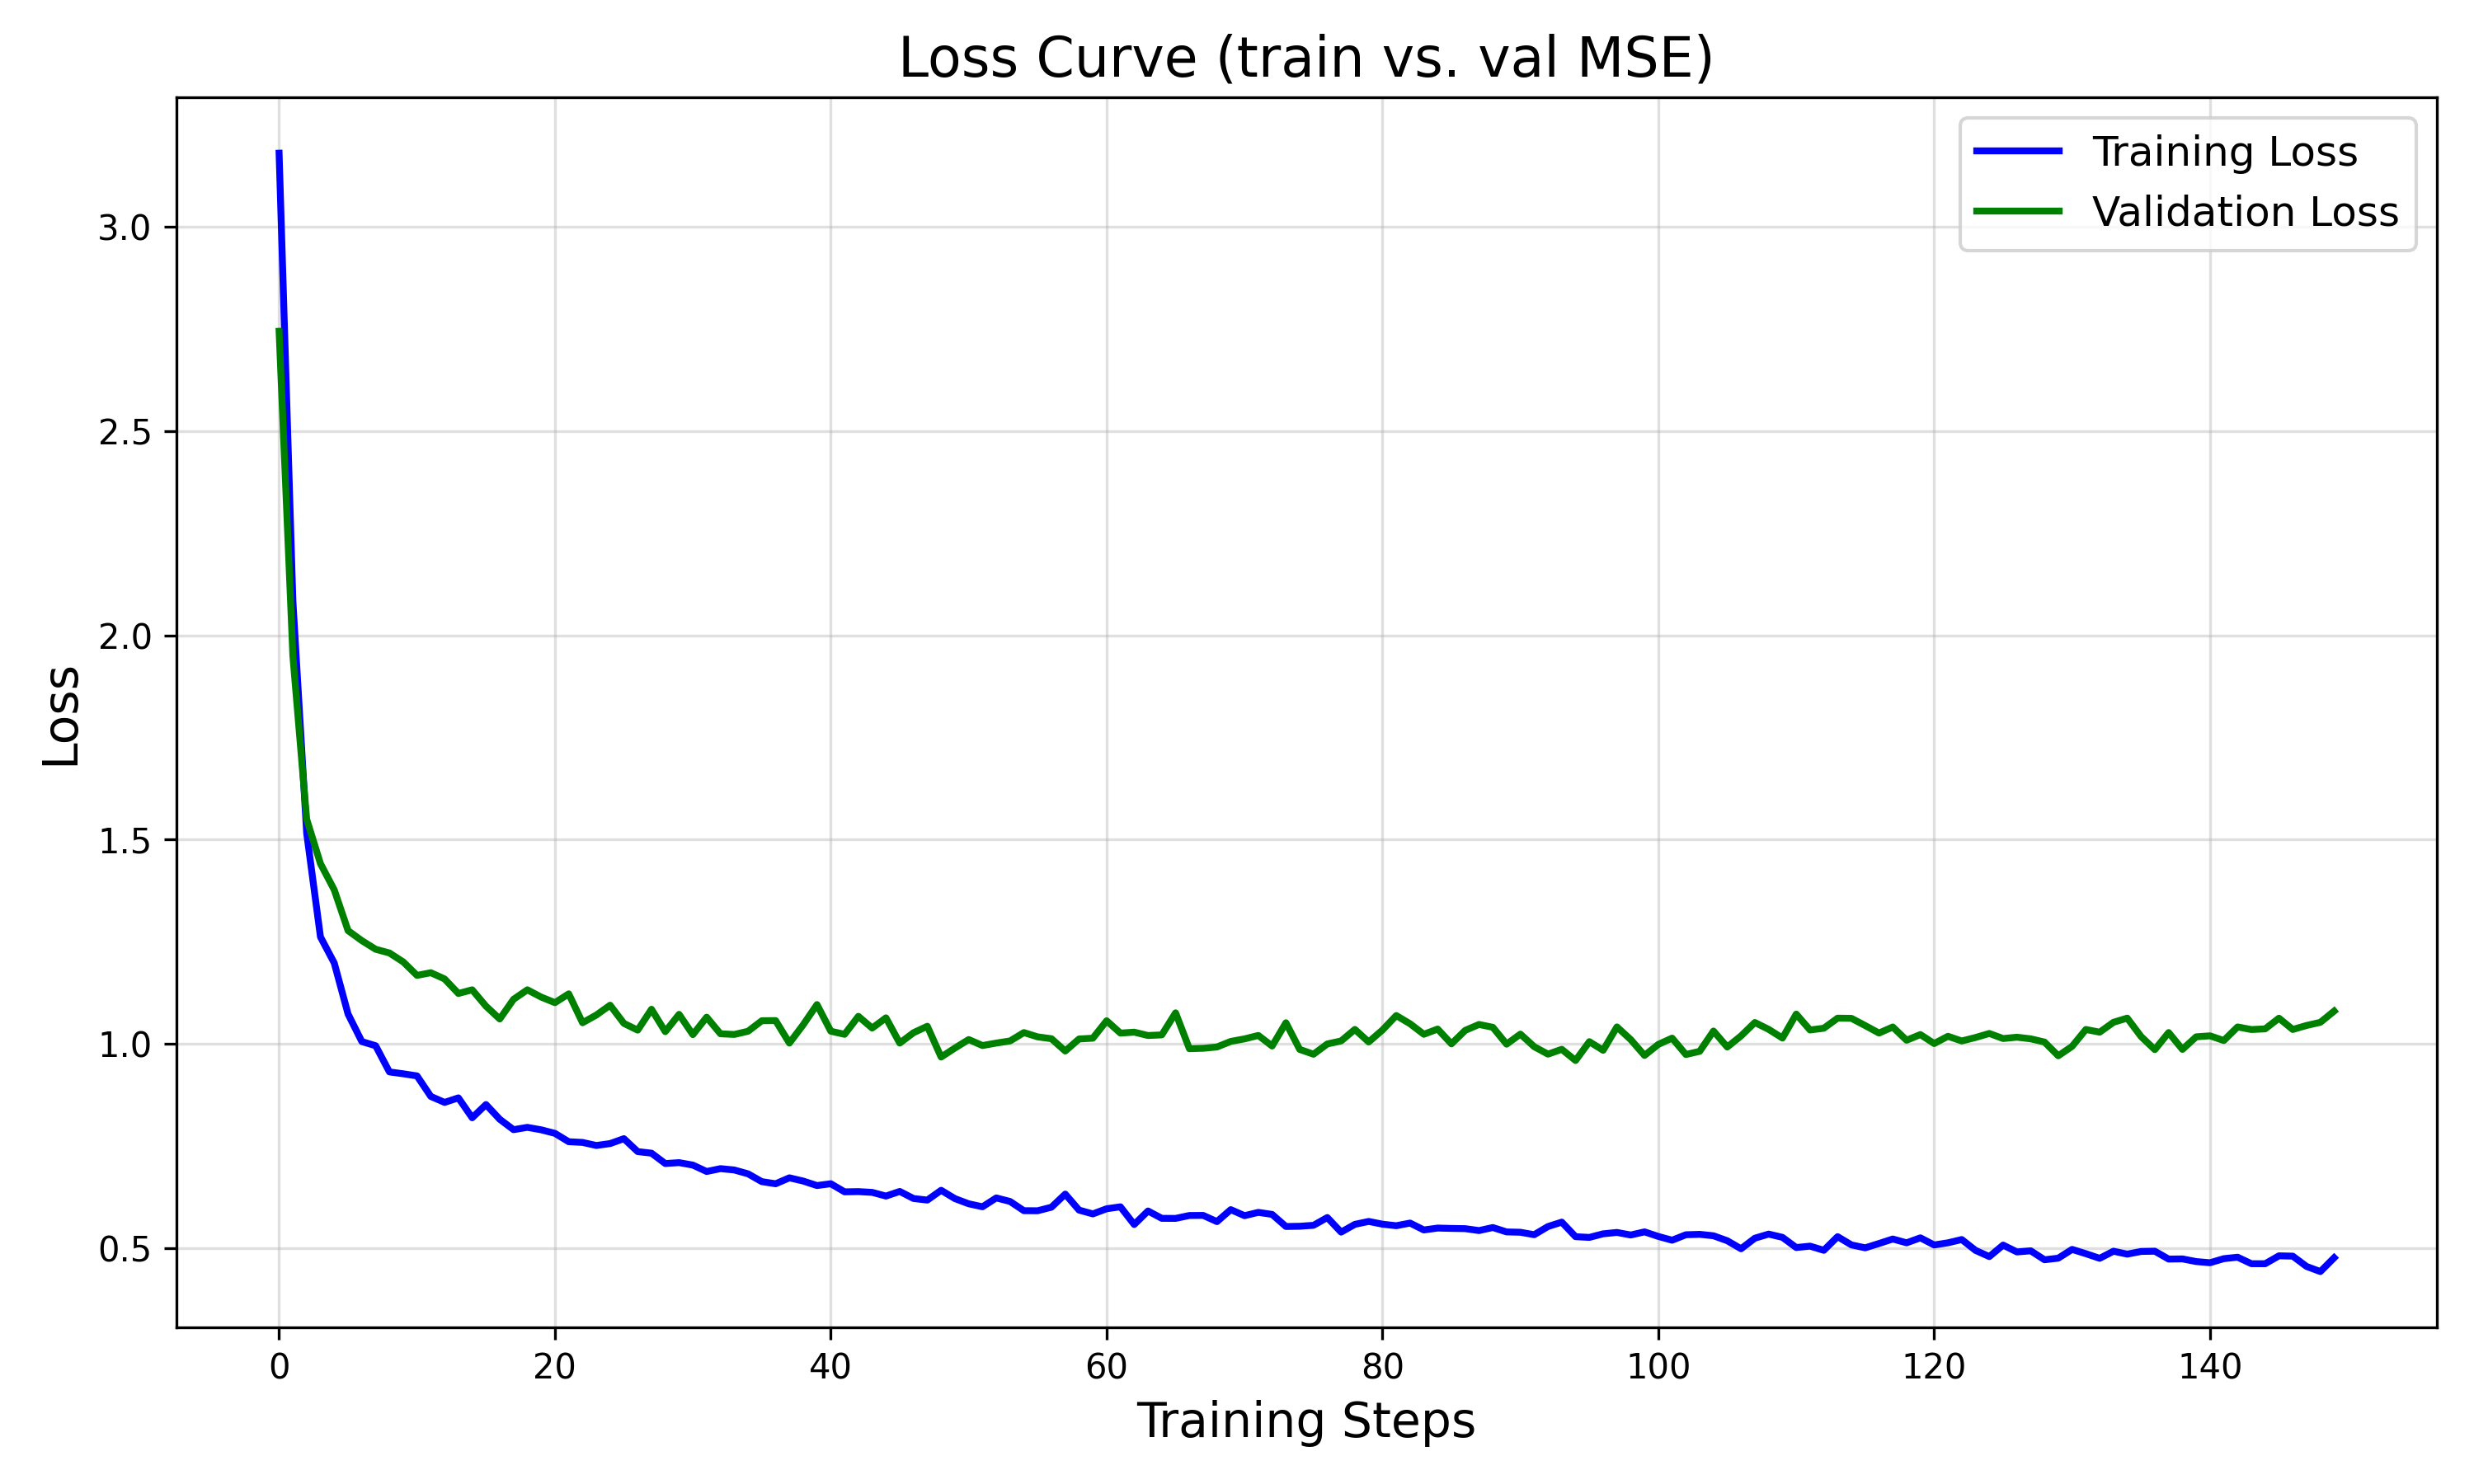 Loss Curve (train vs. val MSE)
Training Loss
Validation Loss
3.0
2.5
2.0
1.5
1.0
0.5
Loss
0 20 40 60 80 100 120 140
Training Steps